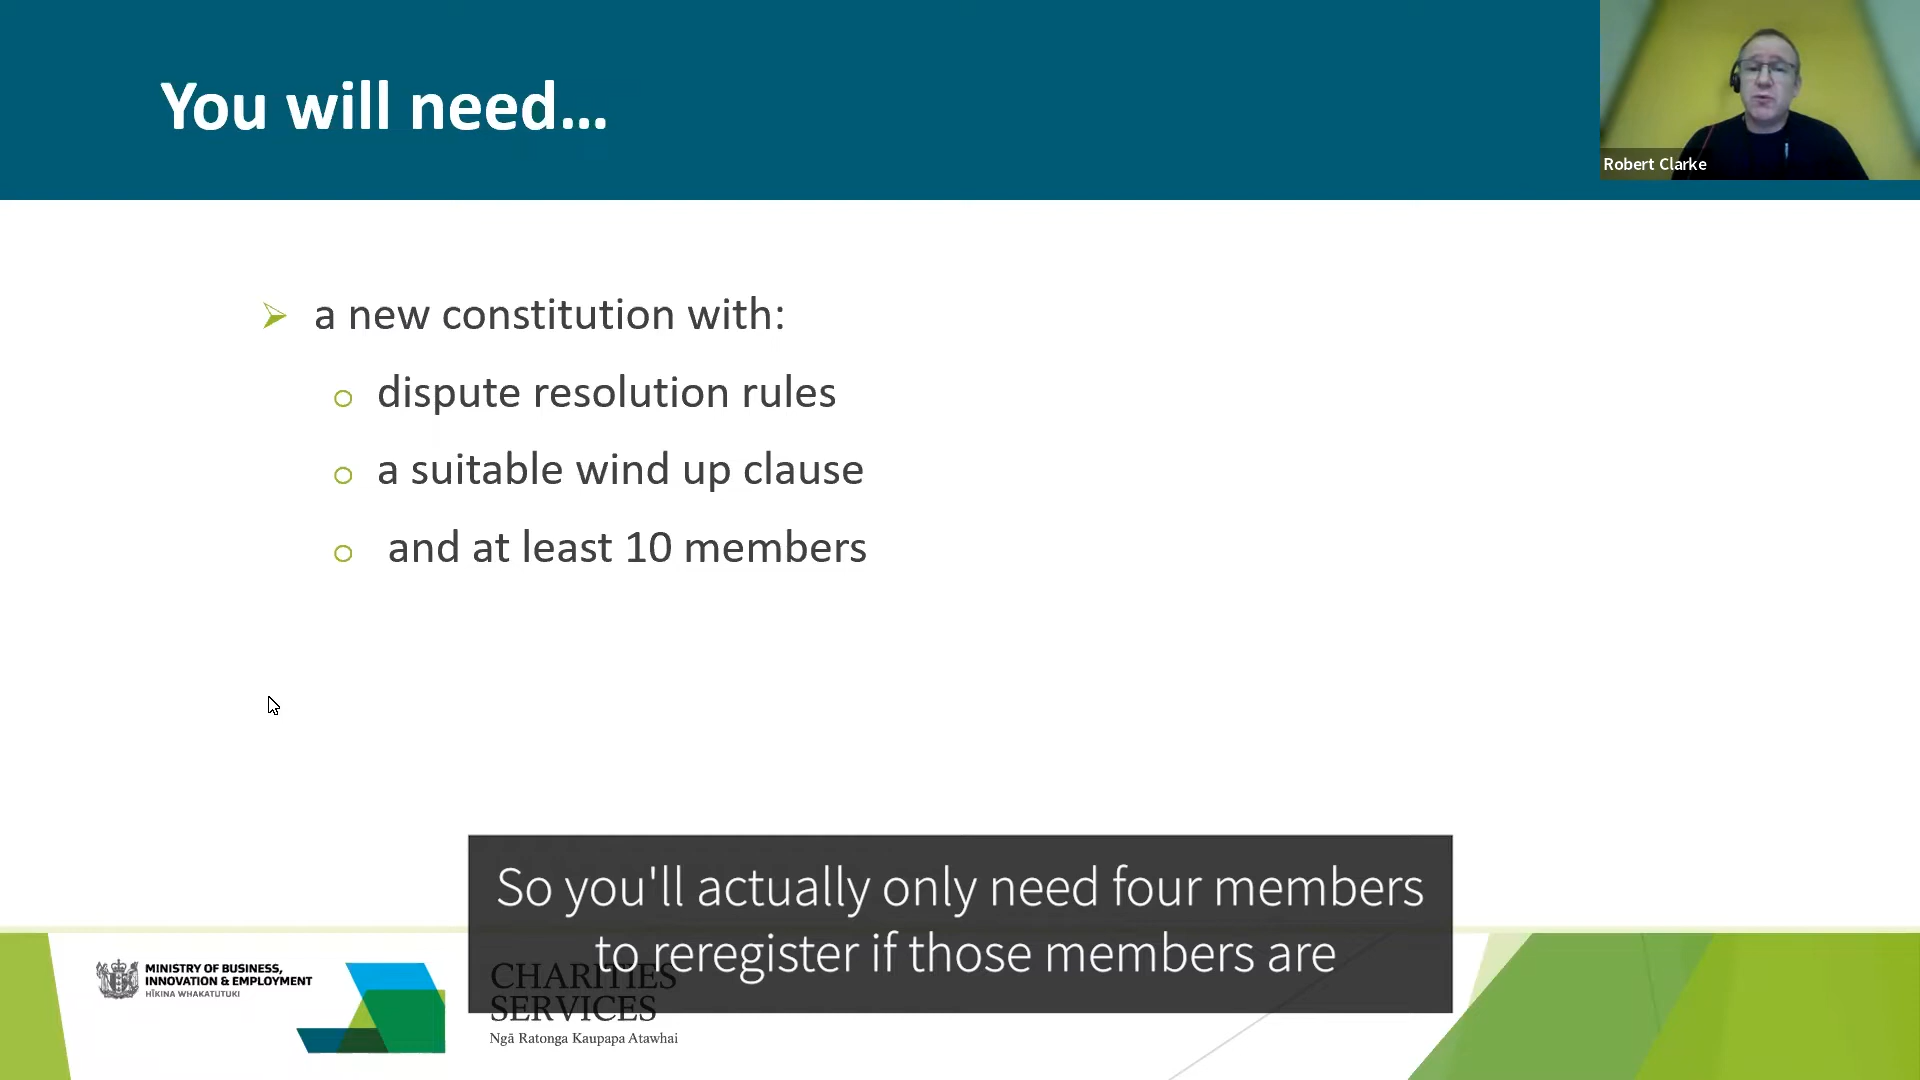 You will need...
Robert Clarke
a new constitution with:
dispute resolution rules
a suitable wind up clause
and at least 10 members
So you'll actually only need four members
to reregister if those members are
MINISTRY OF BUSINESS,
INNOVATION & EMPLOYMENT
HĪKINA WHAKATUTUKI
CHARITIES
SERVICES
Ngā Ratonga Kaupapa Atawhai